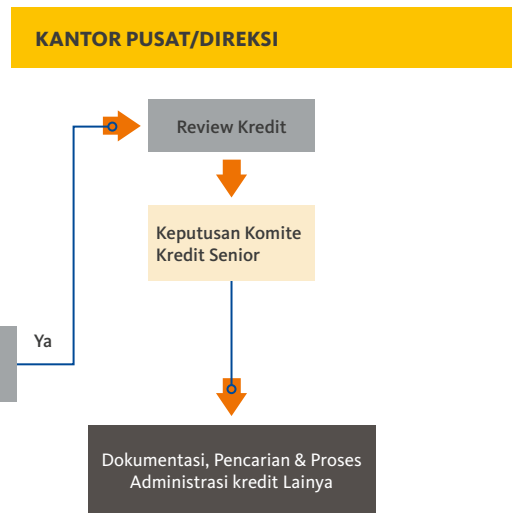 KANTOR PUSAT/DIREKSI
Review Kredit
Keputusan Komite
Kredit Senior
Ya
Dokumentasi, Pencarian & Proses
Administrasi kredit Lainya